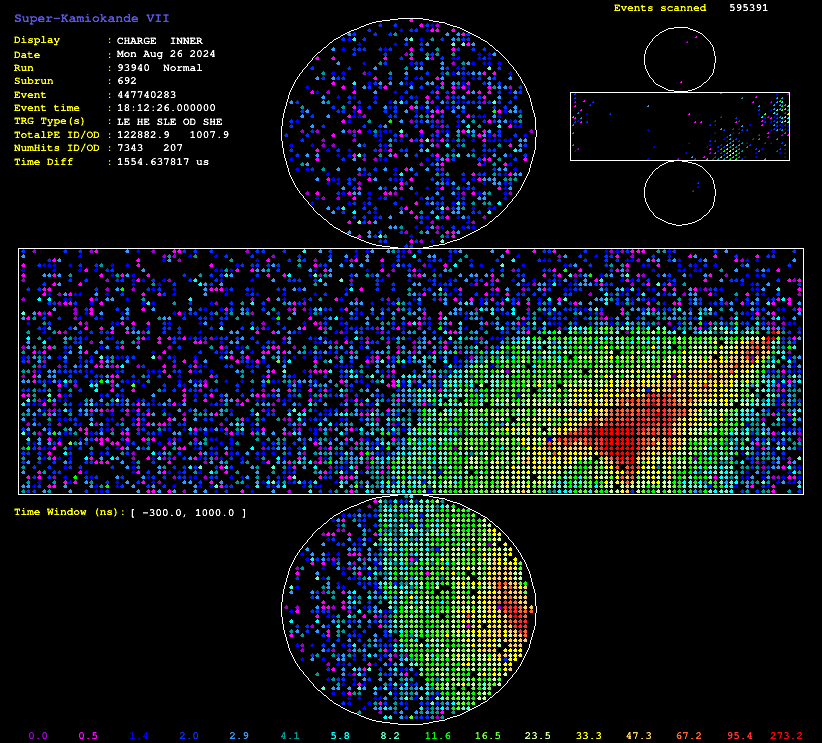 Super-Kamiokande VII
Events scanned 595391
Display : CHARGE INNER
Date : Mon Aug 26 2024
Run : 93940 Normal
Subrun : 692
Event : 447740283
Event time : 18:12:26.000000
TRG Type(s) : LE HE SLE OD SHE
TotalPE ID/OD : 122882.9 1007.9
NumHits ID/OD : 7343 207
Time Diff : 1554.637817 us
Time Window (ns): [ -300.0, 1000.0 ]
0.0 0.5 1.4 2.0 2.9 4.1 5.8 8.2 11.6 16.5 23.5 33.3 47.3 67.2 95.4 273.2